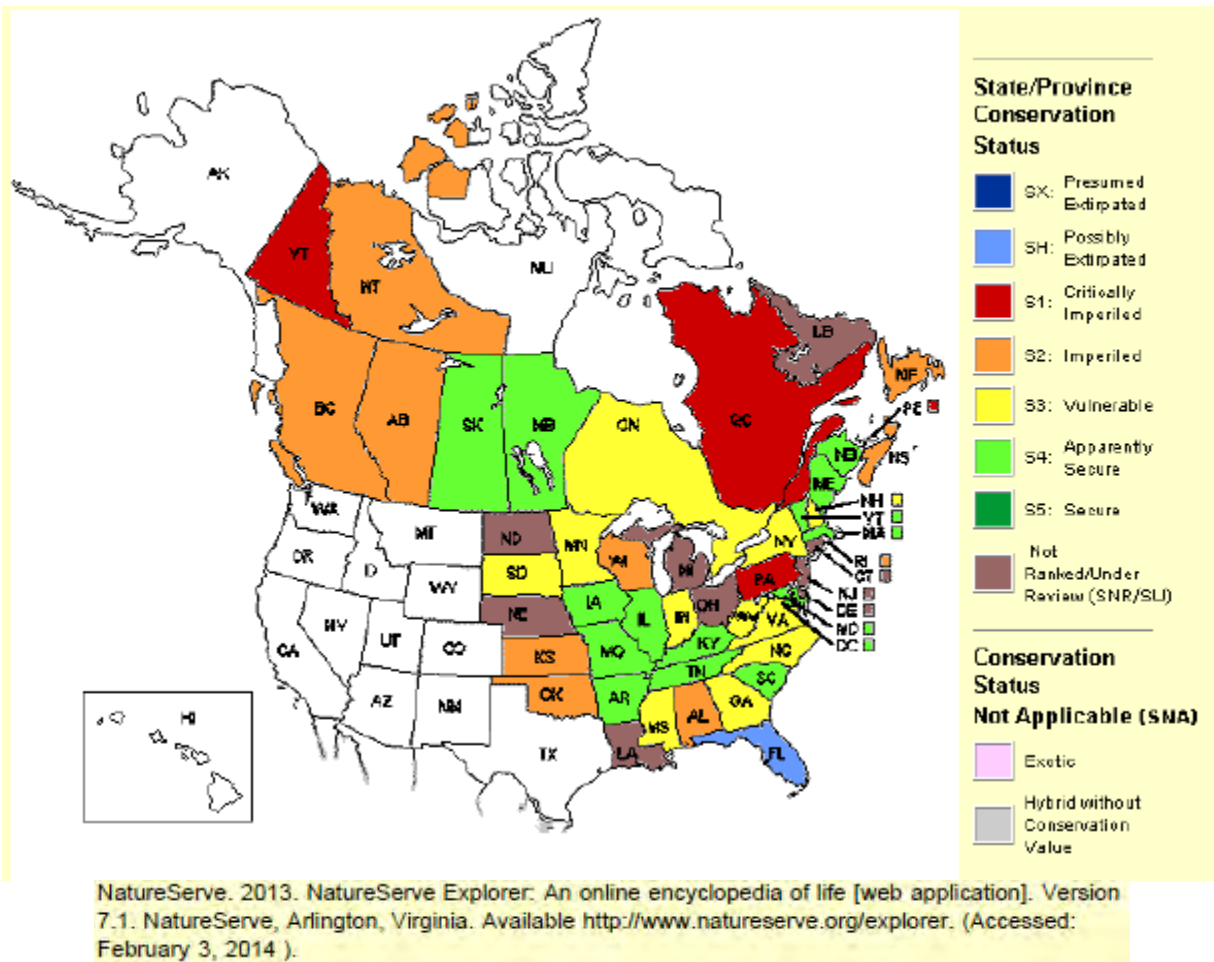 AK
YT
NT
NU
LB
BC
AB
SK
MB
ON
QC
NF
PE
NB
NS
ME
NH
VT
MA
WA
MT
ND
MN
NY
OR
ID
WY
SD
WI
MI
PA
RI
CT
NJ
DE
MD
DC
NE
IA
IL
IN
OH
WV
VA
CA
NV
UT
CO
KS
MO
KY
NC
AZ
NM
OK
AR
TN
SC
HI
TX
LA
MS
AL
GA
FL
State/Province
Conservation
Status
SX: Presumed
Extirpated
SH: Possibly
Extirpated
S1: Critically
Imperiled
S2: Imperiled
S3: Vulnerable
S4: Apparently
Secure
S5: Secure
Not
Ranked/Under
Review (SNR/SU)
Conservation
Status
Not Applicable (SNA)
Exotic
Hybrid without
Conservation
Value
NatureServe. 2013. NatureServe Explorer: An online encyclopedia of life [web application]. Version
7.1. NatureServe, Arlington, Virginia. Available http://www.natureserve.org/explorer. (Accessed:
February 3, 2014 ).